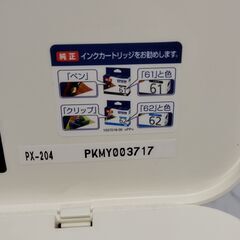 純正 インクカートリッジをお勧めします。
「ペン」
「61」と色
61
「クリップ」
「62」と色
62
PX-204
PKMY003717